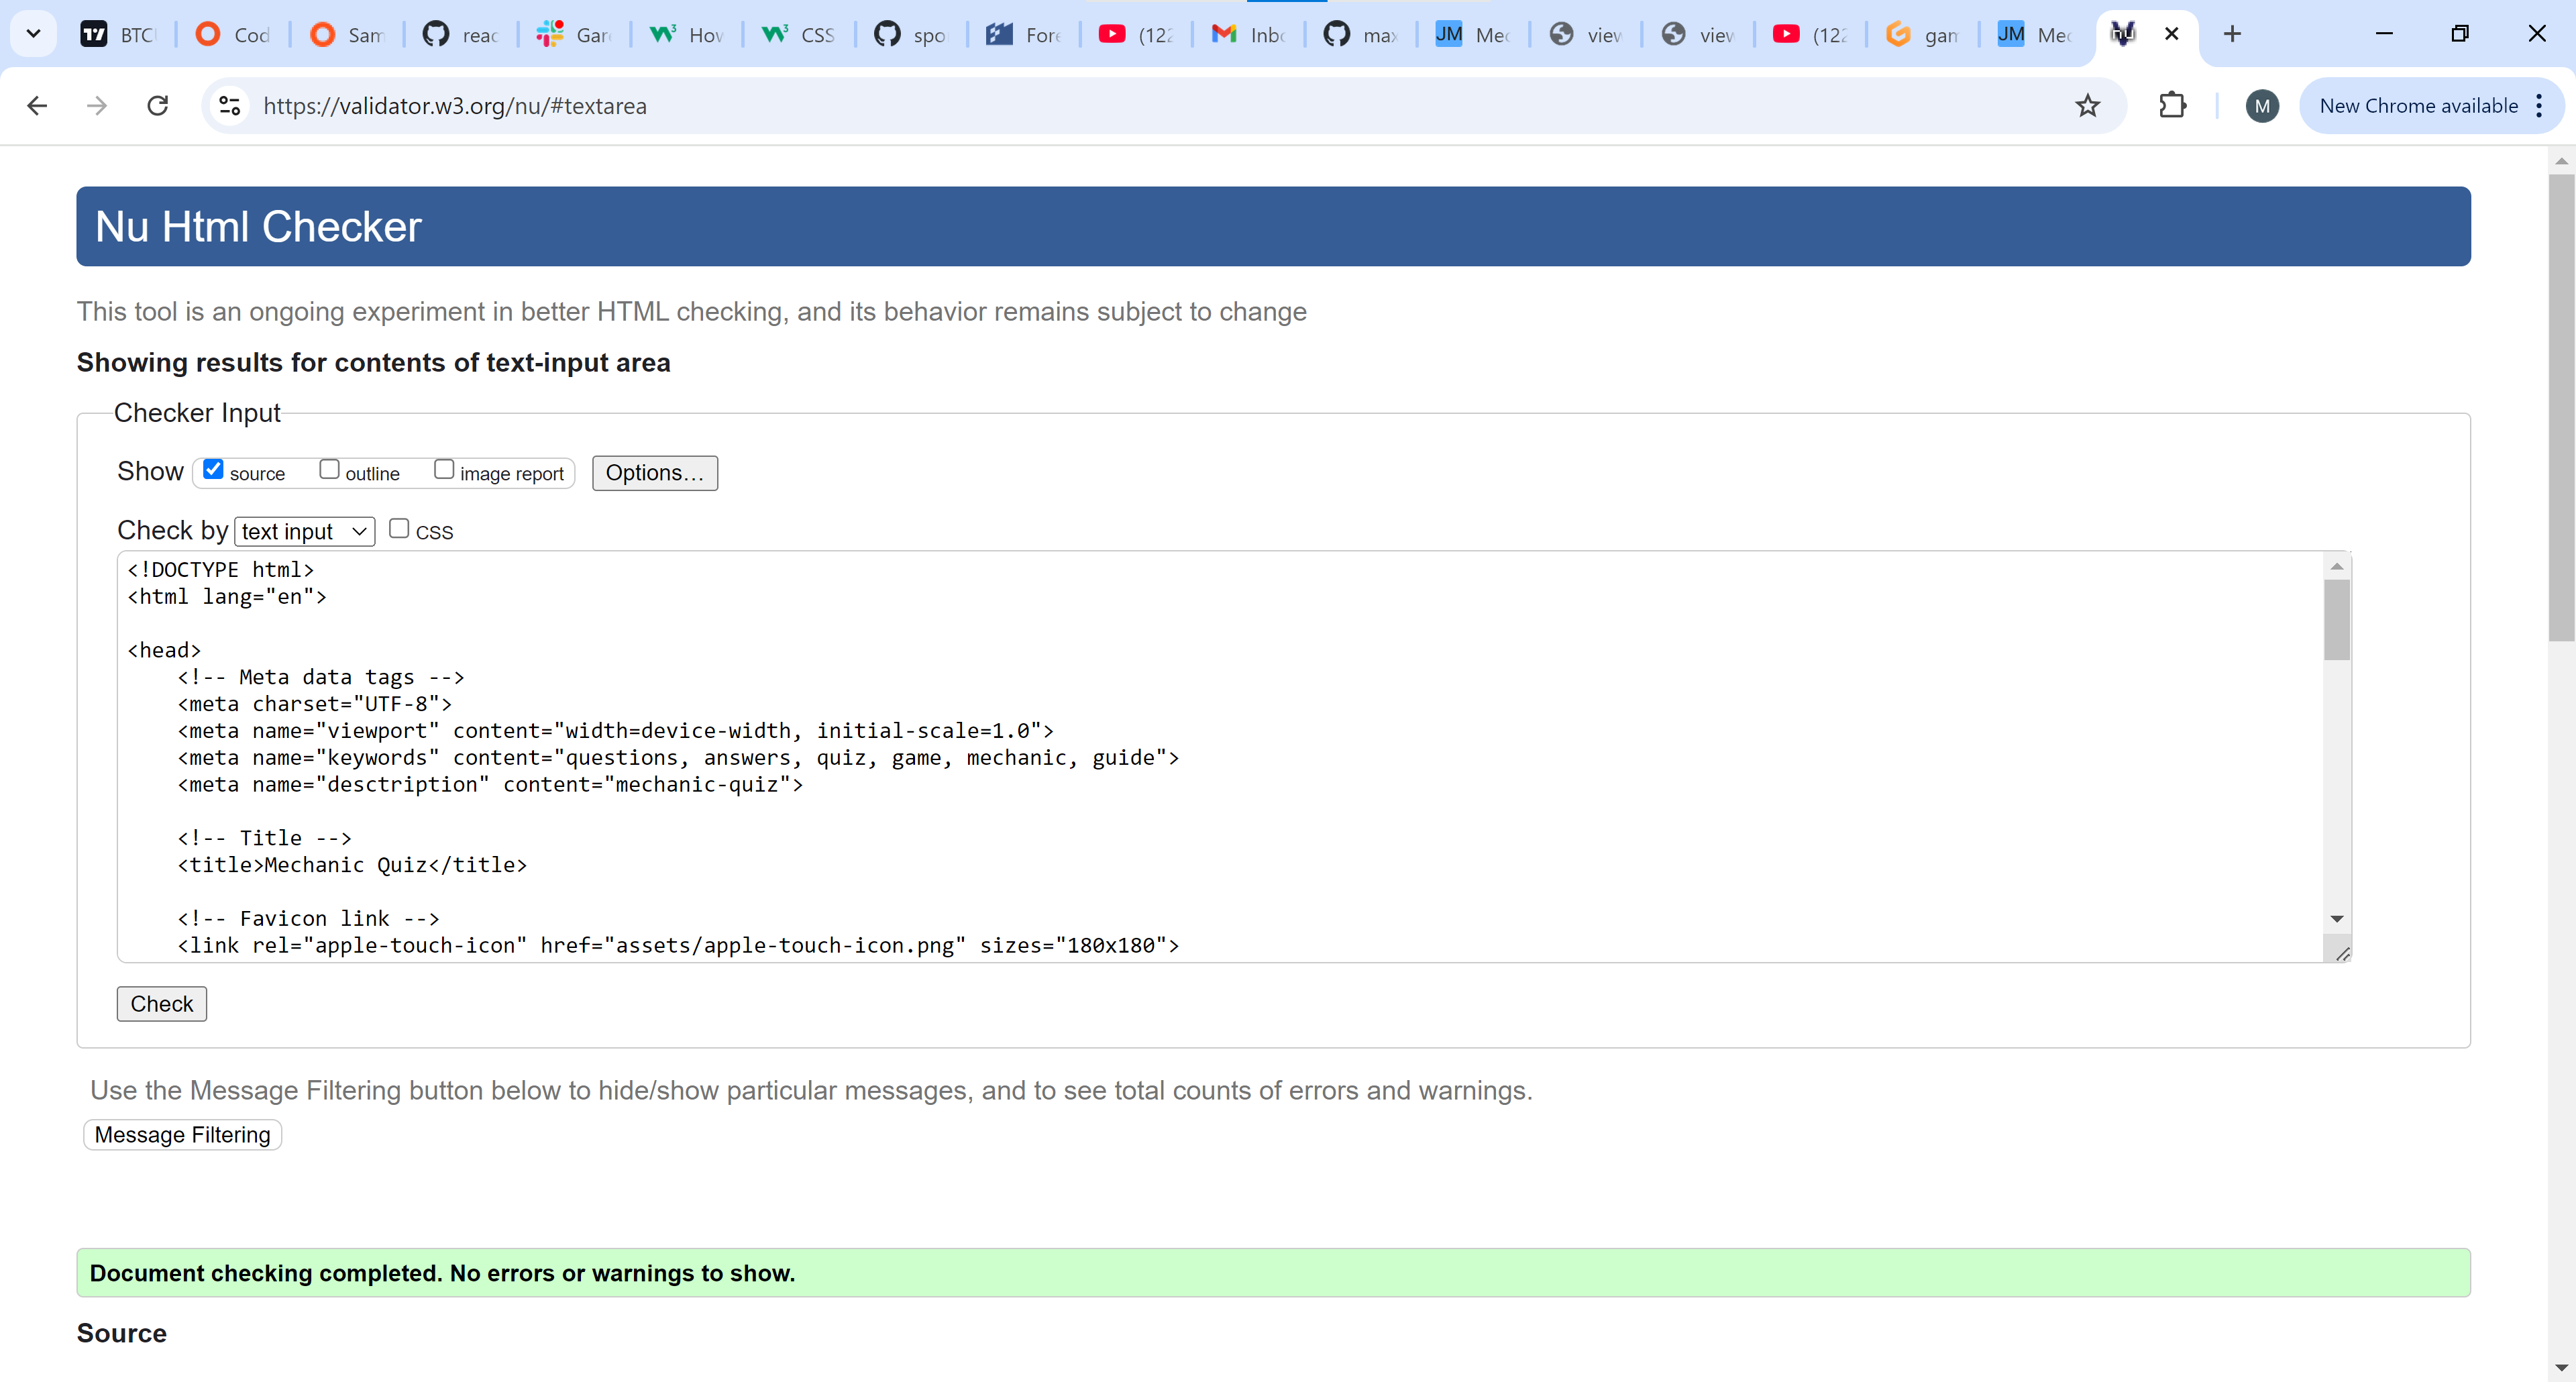 BTC
Cod
Sam
reac
Gar
How
CSS
spo
Fore
(122
Inbo
max
JM Mec
view
view
(122
gam
JM Mec
https://validator.w3.org/nu/#textarea
M
New Chrome available
Nu Html Checker
This tool is an ongoing experiment in better HTML checking, and its behavior remains subject to change
Showing results for contents of text-input area
Checker Input
Show source outline image report Options...
Check by text input CSS
<!DOCTYPE html>
<html lang="en">
<head>
<!-- Meta data tags -->
<meta charset="UTF-8">
<meta name="viewport" content="width=device-width, initial-scale=1.0">
<meta name="keywords" content="questions, answers, quiz, game, mechanic, guide">
<meta name="desctription" content="mechanic-quiz">
<!-- Title -->
<title>Mechanic Quiz</title>
<!-- Favicon link -->
<link rel="apple-touch-icon" href="assets/apple-touch-icon.png" sizes="180x180">
Check
Use the Message Filtering button below to hide/show particular messages, and to see total counts of errors and warnings.
Message Filtering
Document checking completed. No errors or warnings to show.
Source